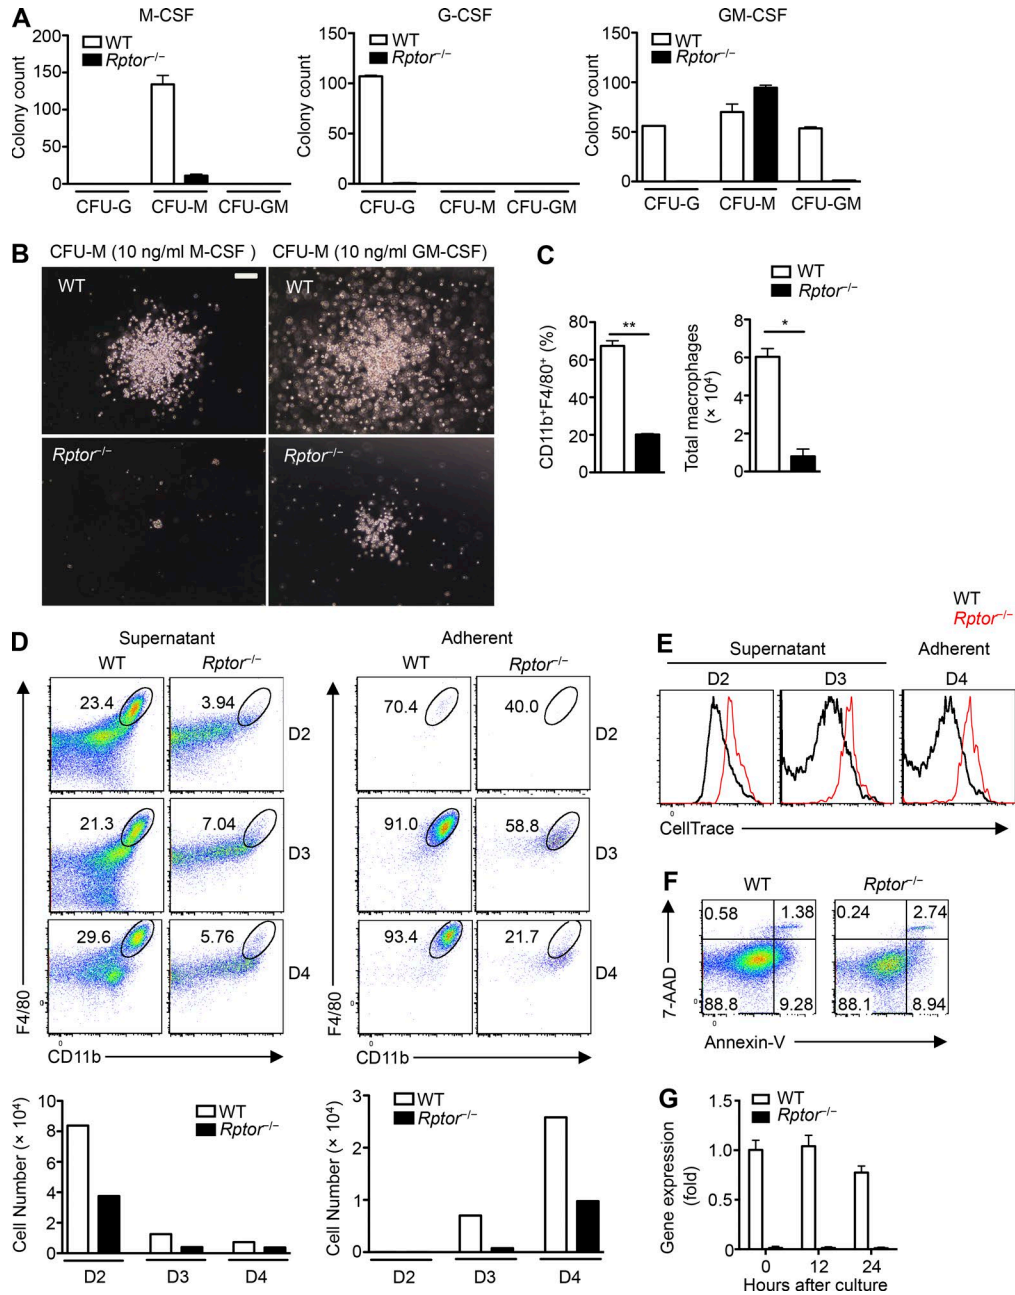 A
M-CSF
G-CSF
GM-CSF
Colony count
200
150
100
50
0
WT
Rptor⁻/⁻
CFU-G CFU-M CFU-GM
Colony count
150
100
50
0
WT
Rptor⁻/⁻
CFU-G CFU-M CFU-GM
Colony count
150
100
50
0
WT
Rptor⁻/⁻
CFU-G CFU-M CFU-GM
B
CFU-M (10 ng/ml M-CSF ) CFU-M (10 ng/ml GM-CSF)
WT WT
Rptor⁻/⁻ Rptor⁻/⁻
C
WT
Rptor⁻/⁻
CD11b⁺F4/80⁺ (%)
80
60
40
20
0
**
Total macrophages
(× 10⁴)
8
6
4
2
0
*
D
Supernatant
WT Rptor⁻/⁻
23.4 3.94 D2
21.3 7.04 D3
29.6 5.76 D4
F4/80
0
0
CD11b
Adherent
WT Rptor⁻/⁻
70.4 40.0 D2
91.0 58.8 D3
93.4 21.7 D4
F4/80
0
0
CD11b
Cell Number (× 10⁴)
10
8
6
4
2
0
WT
Rptor⁻/⁻
D2 D3 D4
Cell Number (× 10⁴)
3
2
1
0
WT
Rptor⁻/⁻
D2 D3 D4
WT
Rptor⁻/⁻
E
Supernatant Adherent
D2 D3 D4
0
CellTrace
F
WT Rptor⁻/⁻
0.58 1.38 0.24 2.74
88.8 9.28 88.1 8.94
7-AAD
0
0
Annexin-V
G
WT
Rptor⁻/⁻
Gene expression
(fold)
1.5
1.0
0.5
0
0 12 24
Hours after culture